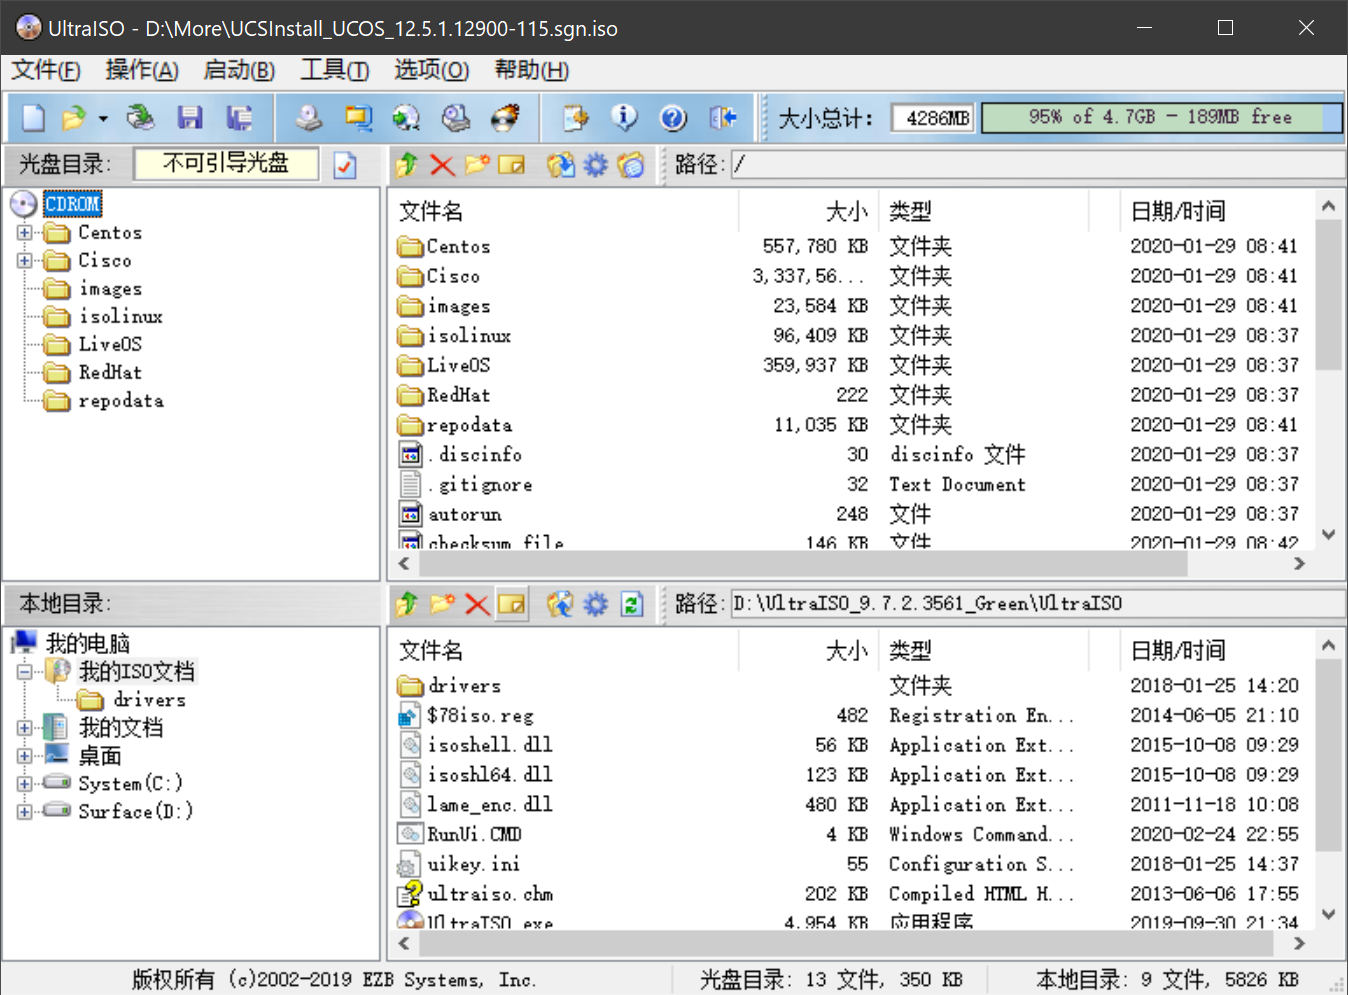 UltraISO - D:\More\UCSInstall_UCOS_12.5.1.12900-115.sgn.iso
文件(F) 操作(A) 启动(B) 工具(T) 选项(O) 帮助(H)
大小总计: 4286MB 95% of 4.7GB - 189MB free
光盘目录: 不可引导光盘 路径: /
CDROM
Centos
Cisco
images
isolinux
LiveOS
RedHat
repodata
文件名 大小 类型 日期/时间
Centos 557,780 KB 文件夹 2020-01-29 08:41
Cisco 3,337,56... 文件夹 2020-01-29 08:41
images 23,584 KB 文件夹 2020-01-29 08:41
isolinux 96,409 KB 文件夹 2020-01-29 08:37
LiveOS 359,937 KB 文件夹 2020-01-29 08:37
RedHat 222 文件夹 2020-01-29 08:37
repodata 11,035 KB 文件夹 2020-01-29 08:41
.discinfo 30 discinfo 文件 2020-01-29 08:37
.gitignore 32 Text Document 2020-01-29 08:37
autorun 248 文件 2020-01-29 08:37
checksum_file 146 KB 文件 2020-01-29 08:42
本地目录: 路径: D:\UltraISO_9.7.2.3561_Green\UltraISO
我的电脑
我的ISO文档
drivers
我的文档
桌面
System(C:)
Surface(D:)
文件名 大小 类型 日期/时间
drivers 文件夹 2018-01-25 14:20
$78iso.reg 482 Registration En... 2014-06-05 21:10
isoshell.dll 56 KB Application Ext... 2015-10-08 09:29
isoshl64.dll 123 KB Application Ext... 2015-10-08 09:29
lame_enc.dll 480 KB Application Ext... 2011-11-18 10:08
RunUi.CMD 4 KB Windows Command... 2020-02-24 22:55
uikey.ini 55 Configuration S... 2018-01-25 14:37
ultraiso.chm 202 KB Compiled HTML H... 2013-06-06 17:55
UltraISO.exe 4,954 KB 应用程序 2019-09-30 21:34
版权所有 (c)2002-2019 EZB Systems, Inc. 光盘目录: 13 文件, 350 KB 本地目录: 9 文件, 5826 KB